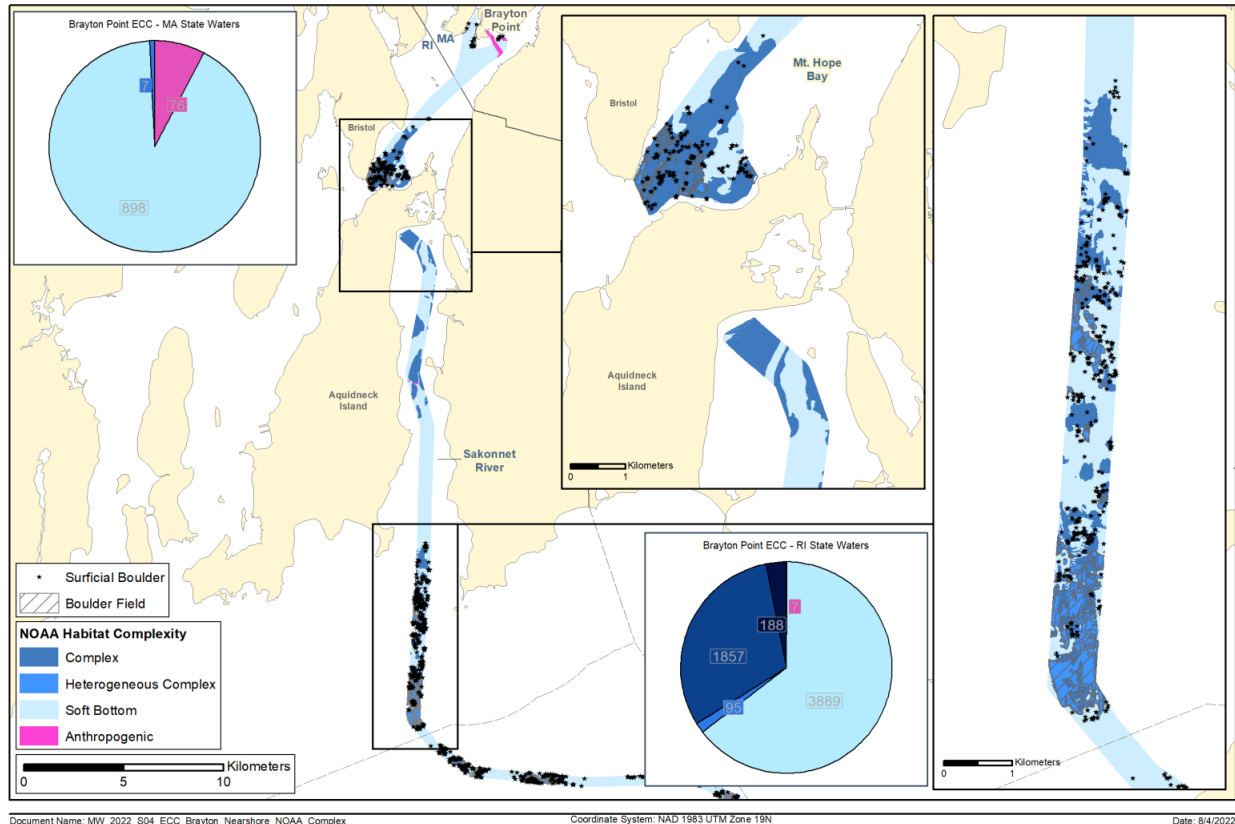 Brayton Point ECC - MA State Waters
7
76
898
Brayton
Point
RI
MA
Bristol
Aquidneck
Island
Sakonnet
River
Mt. Hope
Bay
Bristol
Aquidneck
Island
Kilometers
0 1
Brayton Point ECC - RI State Waters
7
188
1857
95
3889
Kilometers
0 1
Surficial Boulder
Boulder Field
NOAA Habitat Complexity
Complex
Heterogeneous Complex
Soft Bottom
Anthropogenic
Kilometers
0 5 10
Document Name: MW_2022_S04_ECC_Brayton_Nearshore_NOAA_Complex
Coordinate System: NAD 1983 UTM Zone 19N
Date: 8/4/2022